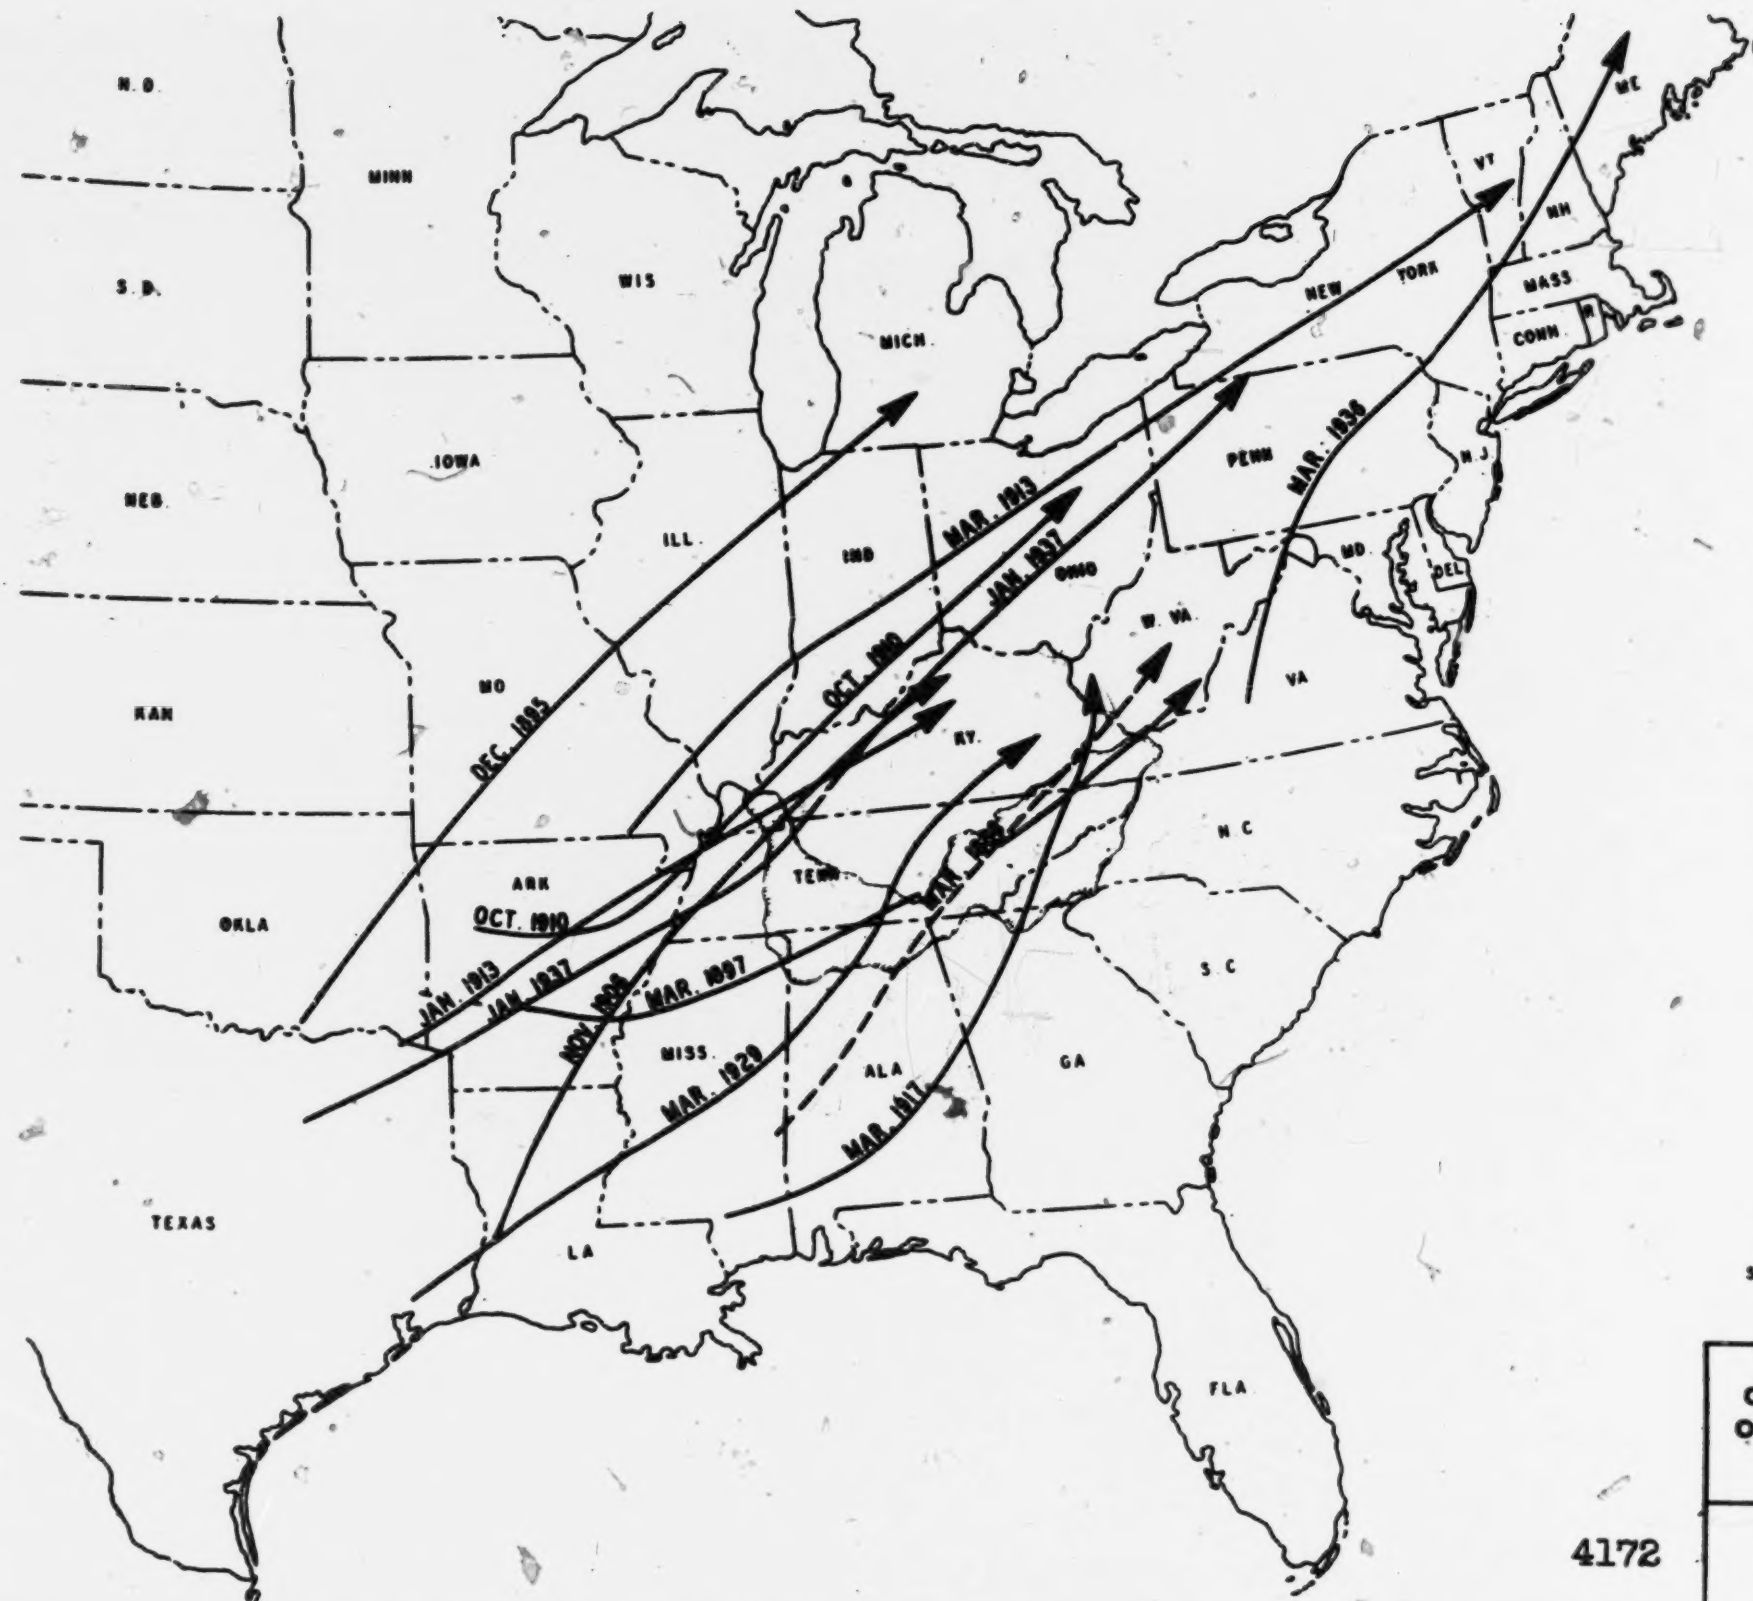 N.D.
MINN
ME
VT
NH
S.D.
WIS
NEW YORK
MASS
MICH.
CONN
R
IOWA
NEB.
PENN
N.J.
MAR. 1936
ILL.
IND
MAR. 1913
JAN. 1937
OHIO
MD.
DEL
W. VA.
VA
KAN
MO
DEC. 1895
OCT. 1910
KY.
OKLA
ARK
OCT. 1910
TENN.
N C
S C
JAN. 1913
JAN. 1937
NOV.
MAR. 1897
MAR.
MISS.
MAR. 1929
ALA
GA
MAR. 1917
TEXAS
LA
FLA
4172